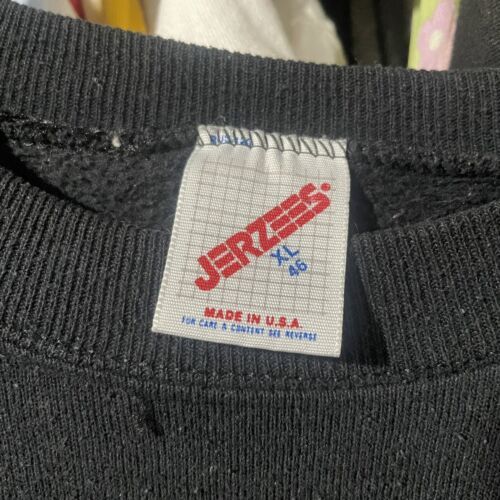 JERZEES®
XL
46
MADE IN U.S.A.
FOR CARE & CONTENT SEE REVERSE